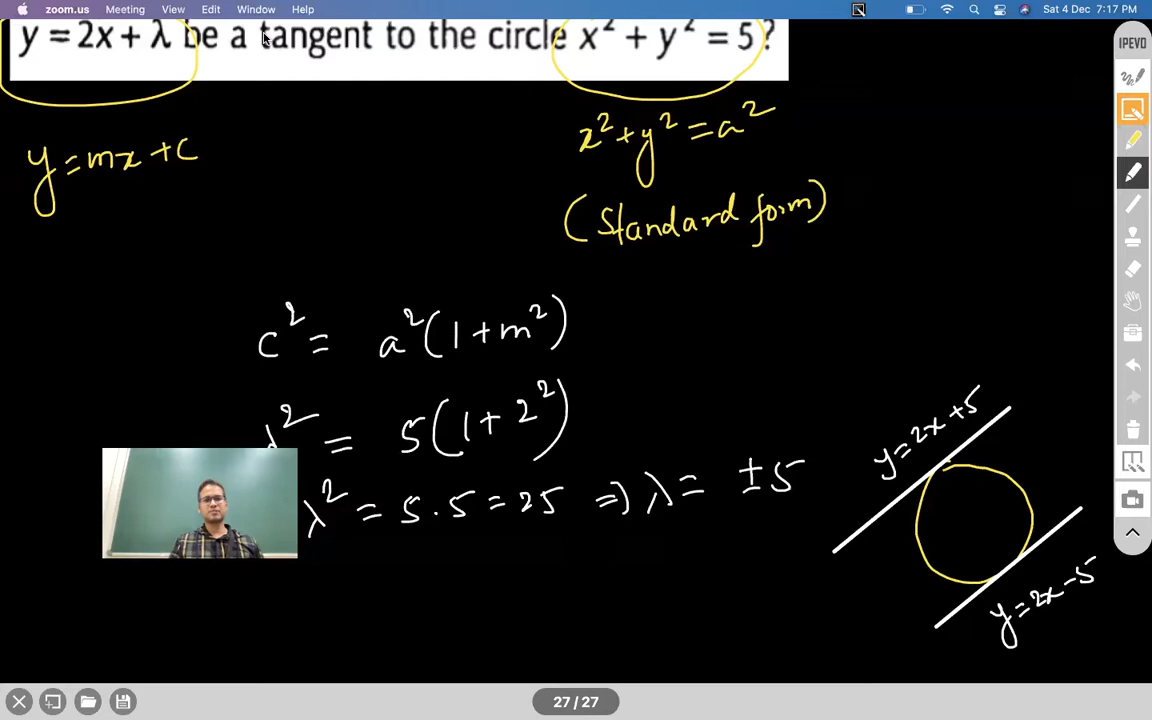 zoom.us Meeting View Edit Window Help Sat 4 Dec 7:17 PM
y = 2x + λ be a tangent to the circle x² + y² = 5?
IPEVO
y = mx + c
x² + y² = a²
(Standard form)
c² = a²(1 + m²)
λ² = 5(1 + 2²)
λ² = 5 . 5 = 25 ⇒ λ = ±5
y = 2x + 5
y = 2x - 5
27 / 27